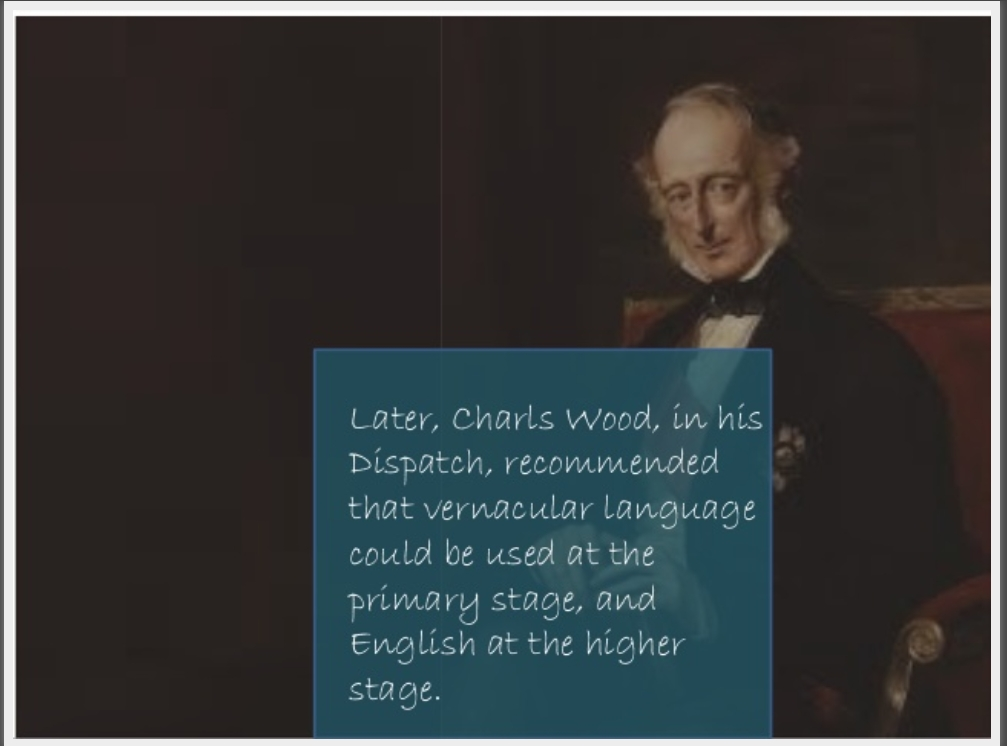 Later, Charls Wood, in his
Dispatch, recommended
that vernacular language
could be used at the
primary stage, and
English at the higher
stage.